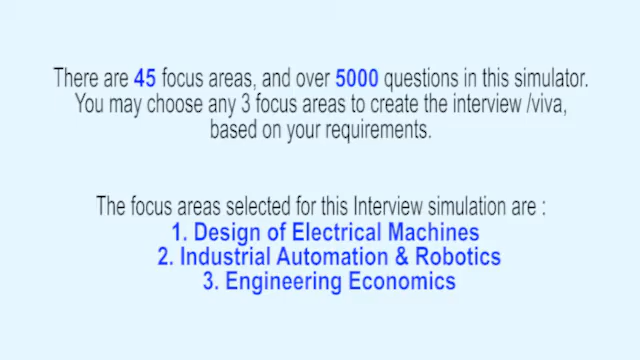 There are 45 focus areas, and over 5000 questions in this simulator.
You may choose any 3 focus areas to create the interview /viva,
based on your requirements.
The focus areas selected for this Interview simulation are :
1. Design of Electrical Machines
2. Industrial Automation & Robotics
3. Engineering Economics